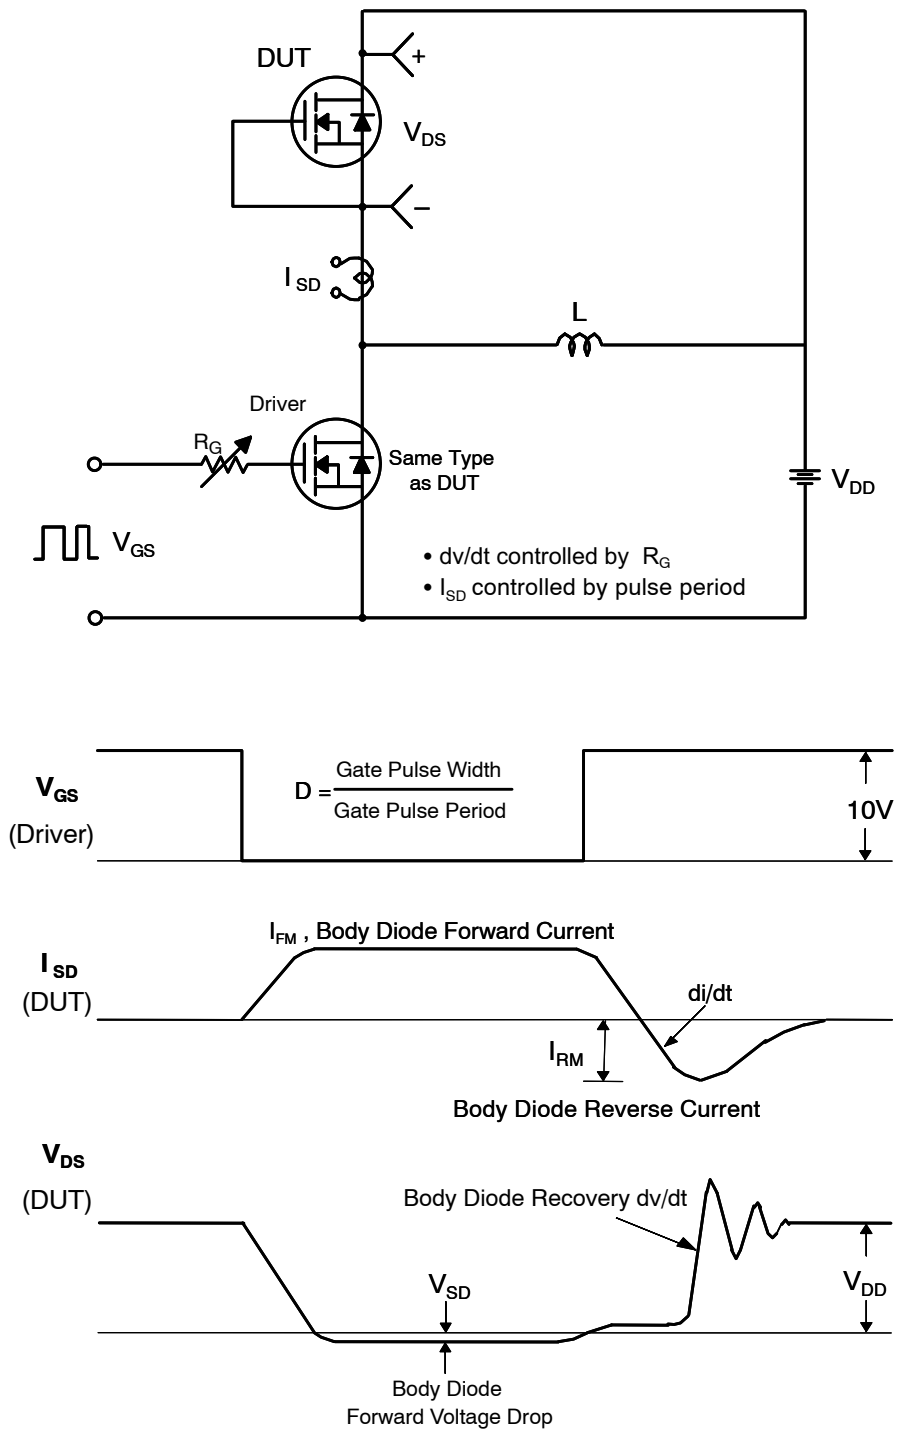 DUT
+
V_DS
−
I_SD
L
Driver
R_G
Same Type
as DUT
V_DD
V_GS
• dv/dt controlled by R_G
• I_SD controlled by pulse period
V_GS
(Driver)
D = Gate Pulse Width
Gate Pulse Period
10V
I_FM , Body Diode Forward Current
I_SD
(DUT)
di/dt
I_RM
Body Diode Reverse Current
V_DS
(DUT)
Body Diode Recovery dv/dt
V_SD
V_DD
Body Diode
Forward Voltage Drop